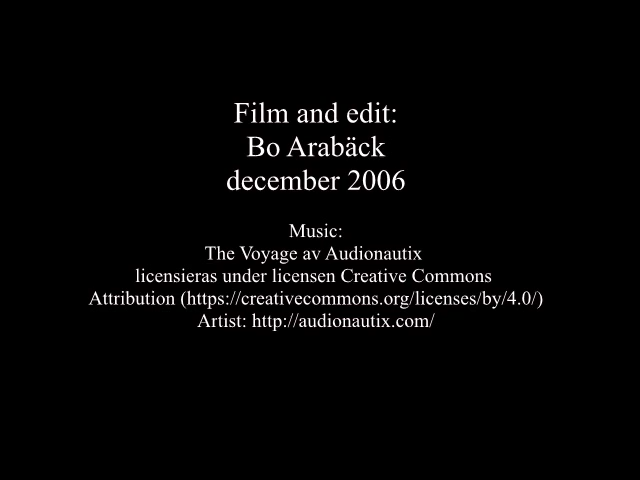 Film and edit:
Bo Arabäck
december 2006
Music:
The Voyage av Audionautix
licensieras under licensen Creative Commons
Attribution (https://creativecommons.org/licenses/by/4.0/)
Artist: http://audionautix.com/